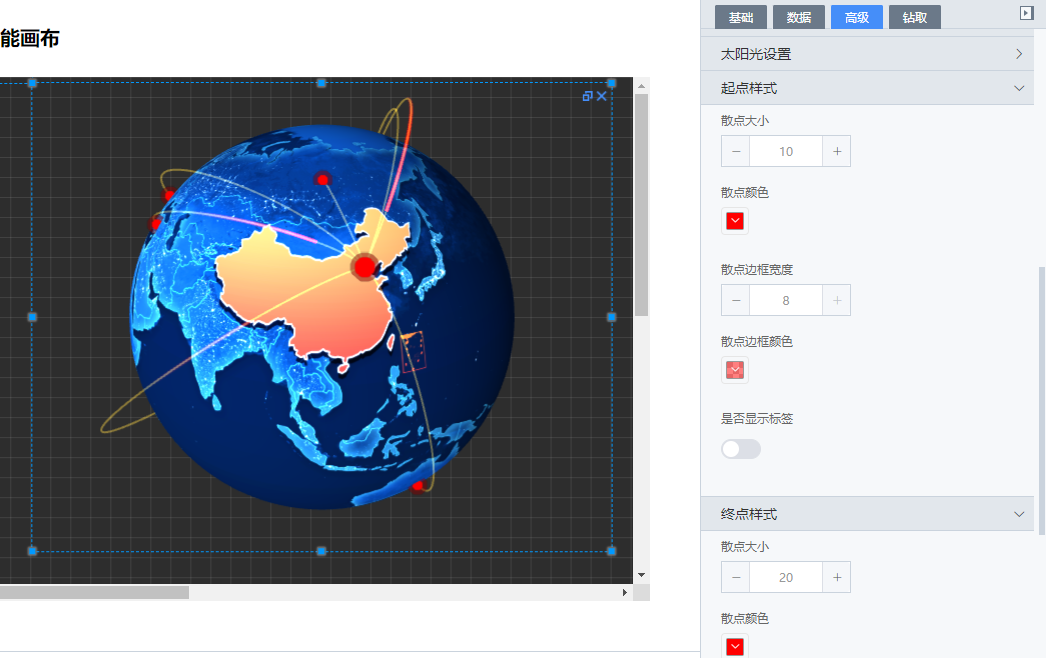 能画布
基础 数据 高级 钻取
太阳光设置
起点样式
散点大小
− 10 +
散点颜色
散点边框宽度
− 8 +
散点边框颜色
是否显示标签
终点样式
散点大小
− 20 +
散点颜色